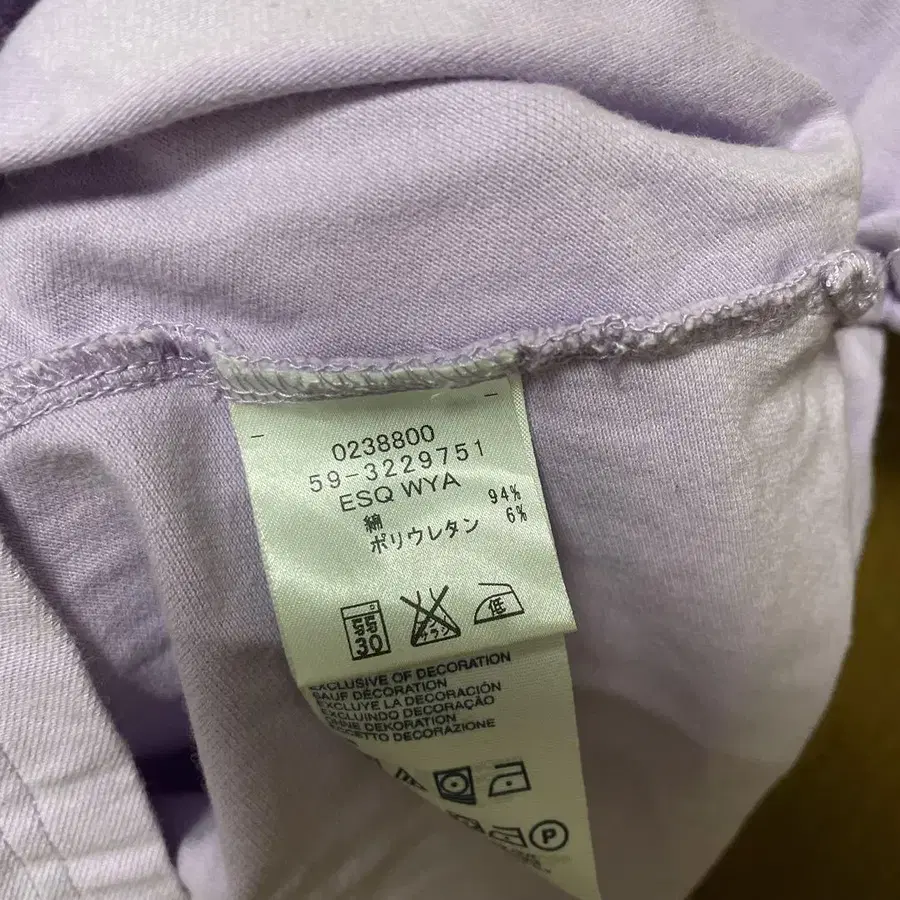 0238800
59-3229751
ESQ WYA
綿 94%
ポリウレタン 6%
30
低
EXCLUSIVE OF DECORATION
SAUF DÉCORATION
EXCLUYE LA DECORACIÓN
EXCLUINDO DECORAÇÃO
OHNE DEKORATION
ECCETTO DECORAZIONE
P